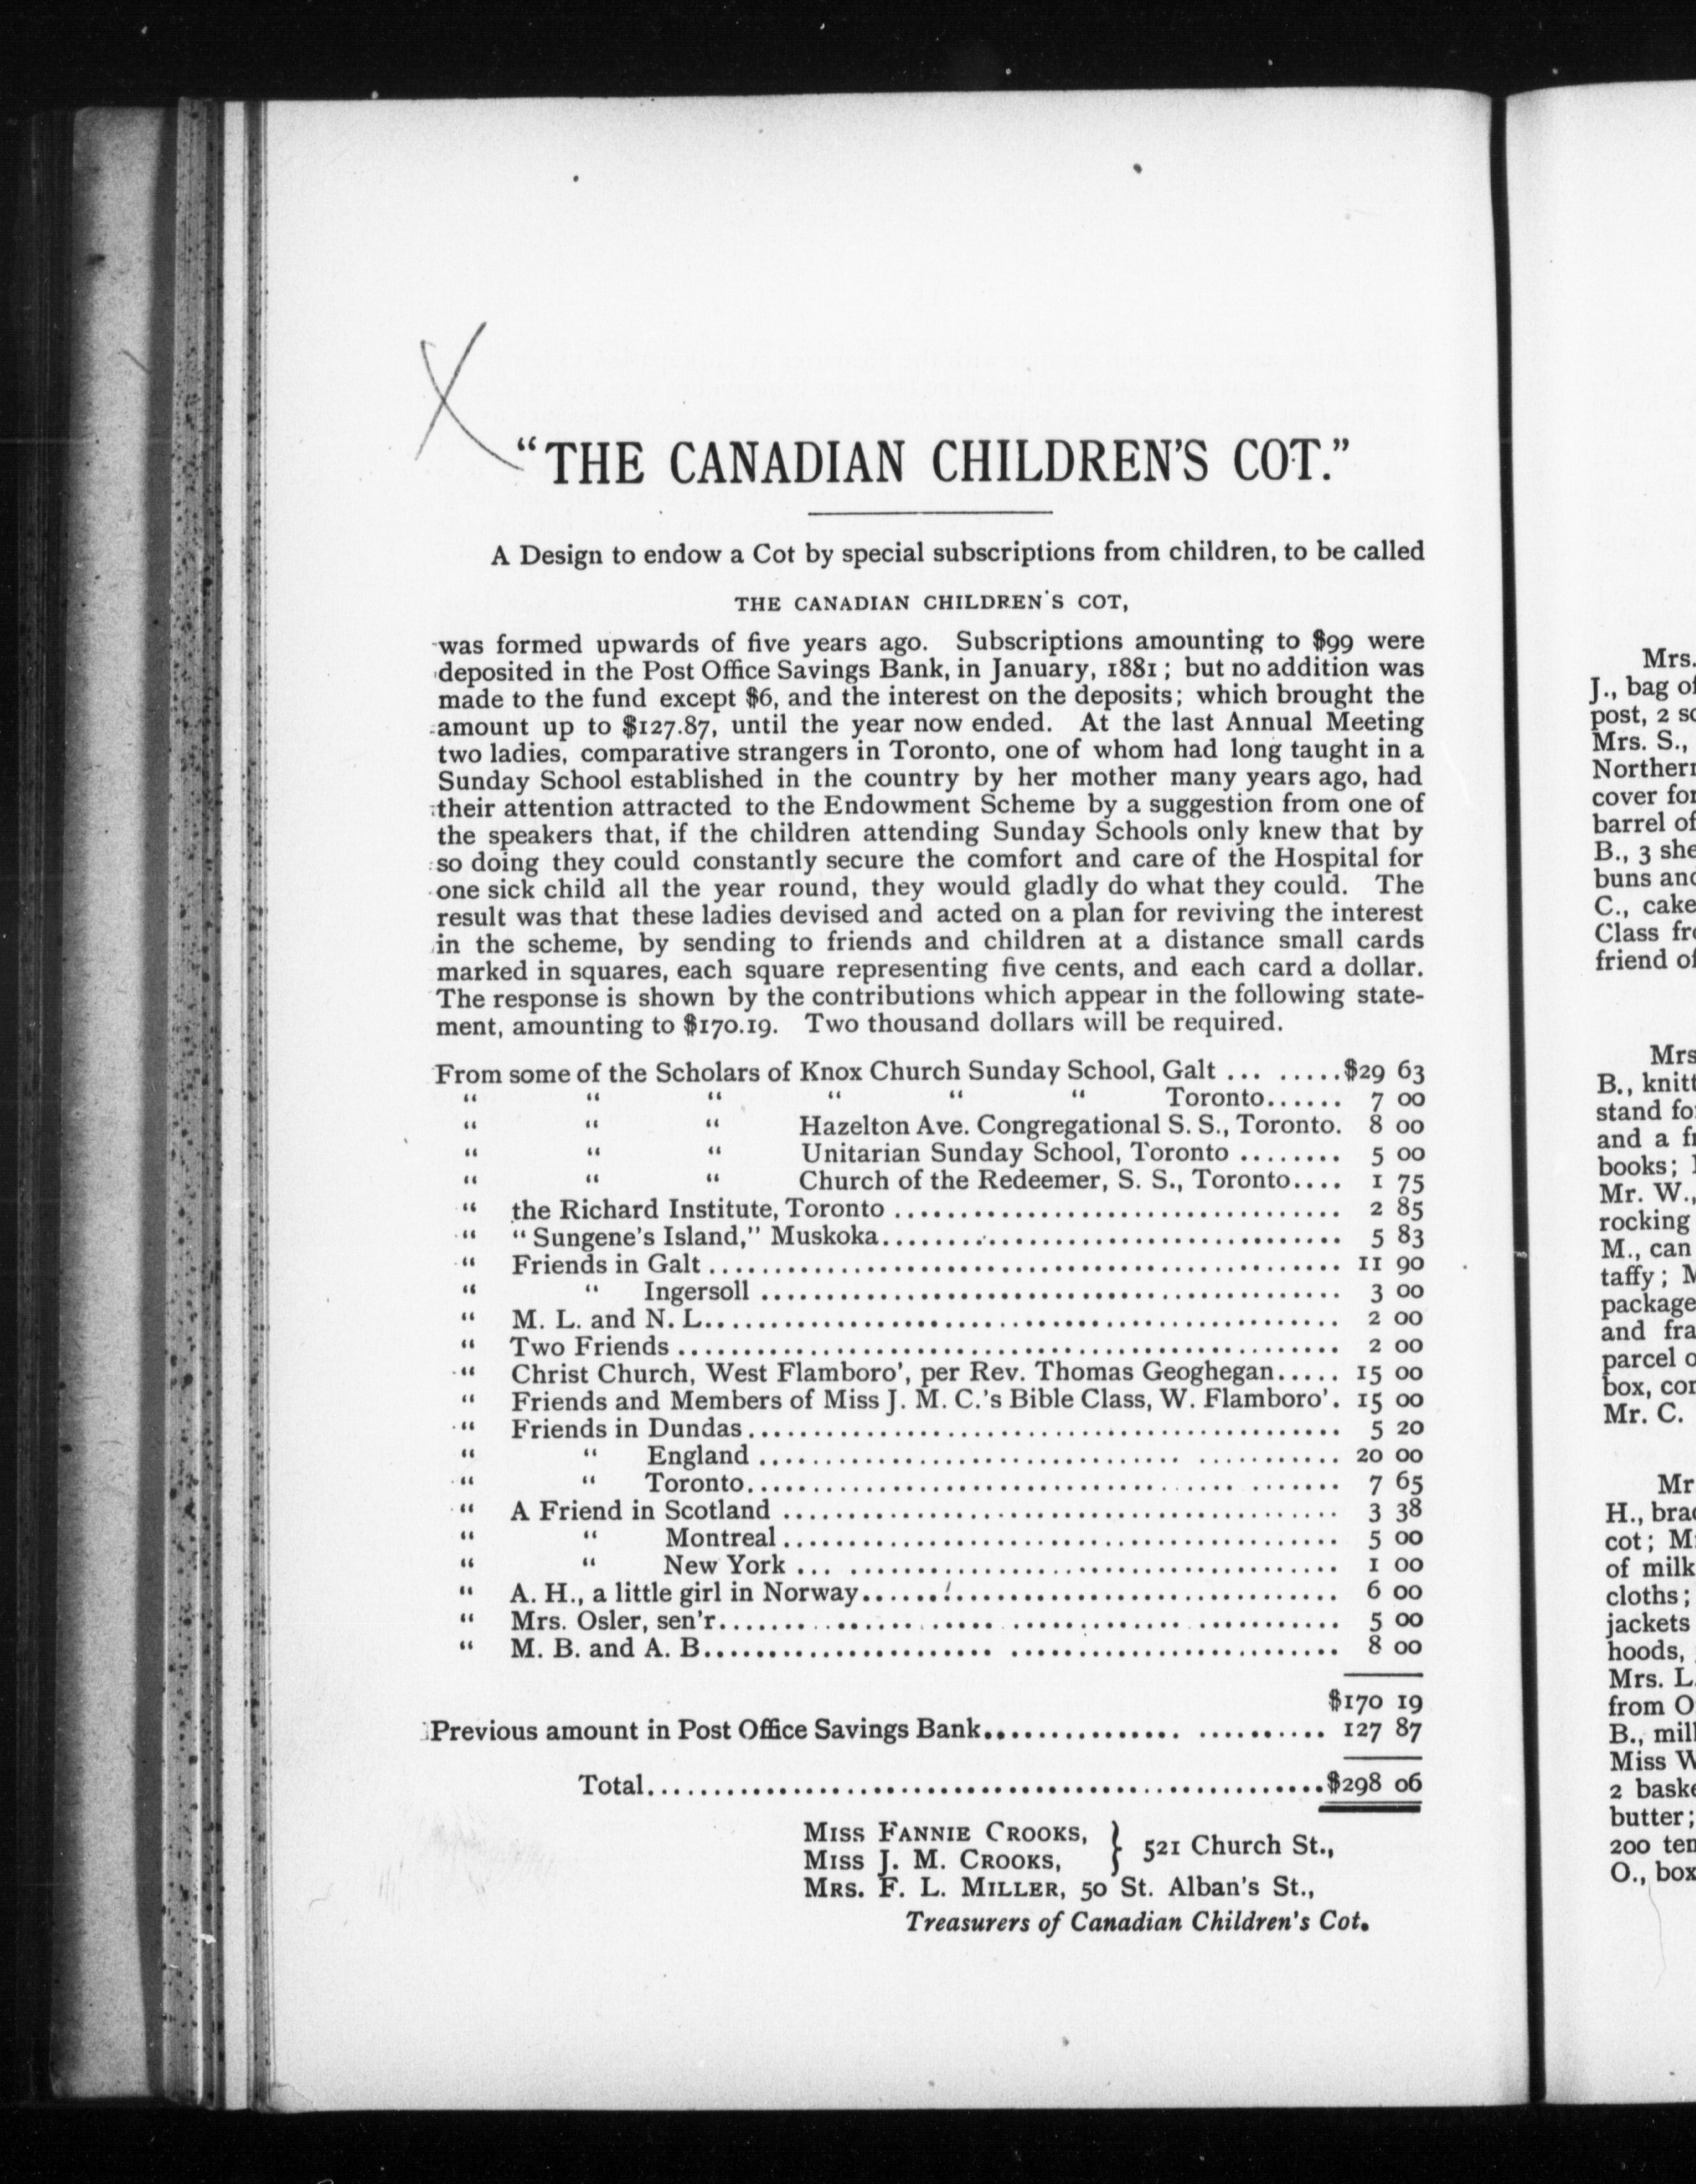 "THE CANADIAN CHILDREN'S COT."
A Design to endow a Cot by special subscriptions from children, to be called
THE CANADIAN CHILDREN'S COT,
was formed upwards of five years ago. Subscriptions amounting to $99 were
deposited in the Post Office Savings Bank, in January, 1881; but no addition was
made to the fund except $6, and the interest on the deposits; which brought the
amount up to $127.87, until the year now ended. At the last Annual Meeting
two ladies, comparative strangers in Toronto, one of whom had long taught in a
Sunday School established in the country by her mother many years ago, had
their attention attracted to the Endowment Scheme by a suggestion from one of
the speakers that, if the children attending Sunday Schools only knew that by
so doing they could constantly secure the comfort and care of the Hospital for
one sick child all the year round, they would gladly do what they could. The
result was that these ladies devised and acted on a plan for reviving the interest
in the scheme, by sending to friends and children at a distance small cards
marked in squares, each square representing five cents, and each card a dollar.
The response is shown by the contributions which appear in the following state-
ment, amounting to $170.19. Two thousand dollars will be required.
From some of the Scholars of Knox Church Sunday School, Galt ... ......$29 63
" " " " " " Toronto...... 7 00
" " " Hazelton Ave. Congregational S. S., Toronto. 8 00
" " " Unitarian Sunday School, Toronto ........ 5 00
" " " Church of the Redeemer, S. S., Toronto.... 1 75
" the Richard Institute, Toronto .................................. 2 85
" "Sungene's Island," Muskoka................................... 5 83
" Friends in Galt ................................................ 11 90
" " Ingersoll ............................................ 3 00
" M. L. and N. L................................................ 2 00
" Two Friends .................................................. 2 00
" Christ Church, West Flamboro', per Rev. Thomas Geoghegan..... 15 00
" Friends and Members of Miss J. M. C.'s Bible Class, W. Flamboro'. 15 00
" Friends in Dundas............................................. 5 20
" " England ................................ ........... 20 00
" " Toronto............................................. 7 65
" A Friend in Scotland .......................................... 3 38
" " Montreal.......................................... 5 00
" " New York ... ..................................... 1 00
" A. H., a little girl in Norway.................................... 6 00
" Mrs. Osler, sen'r............................................... 5 00
" M. B. and A. B...................... ......................... 8 00
$170 19
Previous amount in Post Office Savings Bank............... .......... 127 87
Total....................................................$298 06
MISS FANNIE CROOKS,
MISS J. M. CROOKS, } 521 Church St.,
MRS. F. L. MILLER, 50 St. Alban's St.,
Treasurers of Canadian Children's Cot.
Mrs.
J., bag of
post, 2
Mrs. S.,
cover for
barrel of
B., 3
buns
C., cake
Class
friend of
Mrs
B.,
stand
and a
books;
Mr. W.,
rocking
M., can
taffy;
package
and
parcel
box,
Mr. C.
Mr
H.,
cot;
of milk
cloths;
jackets
hoods,
Mrs. L.
from
B.,
Miss
2
butter;
200
O., box